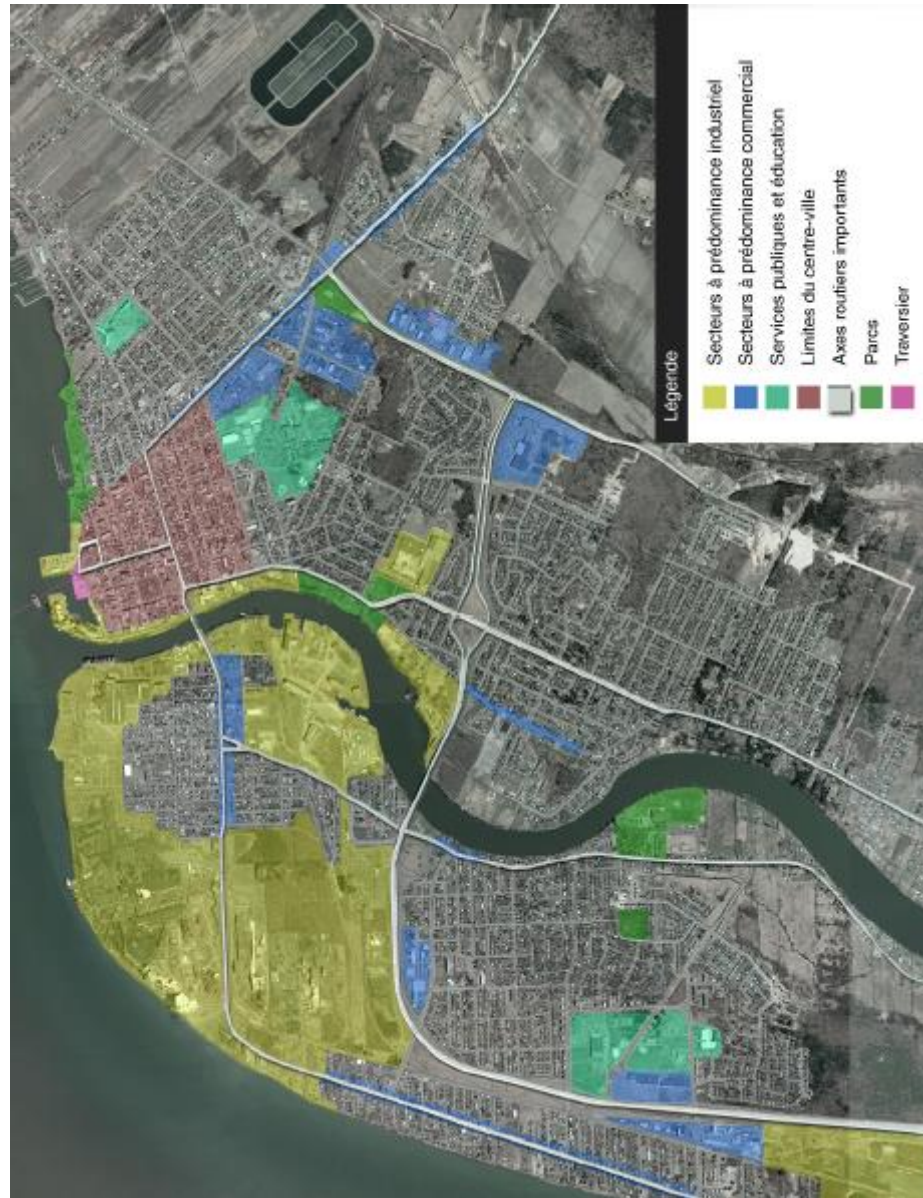 Légende
Secteurs à prédominance industriel
Secteurs à prédominance commercial
Services publiques et éducation
Limites du centre-ville
Axes routiers importants
Parcs
Traversier